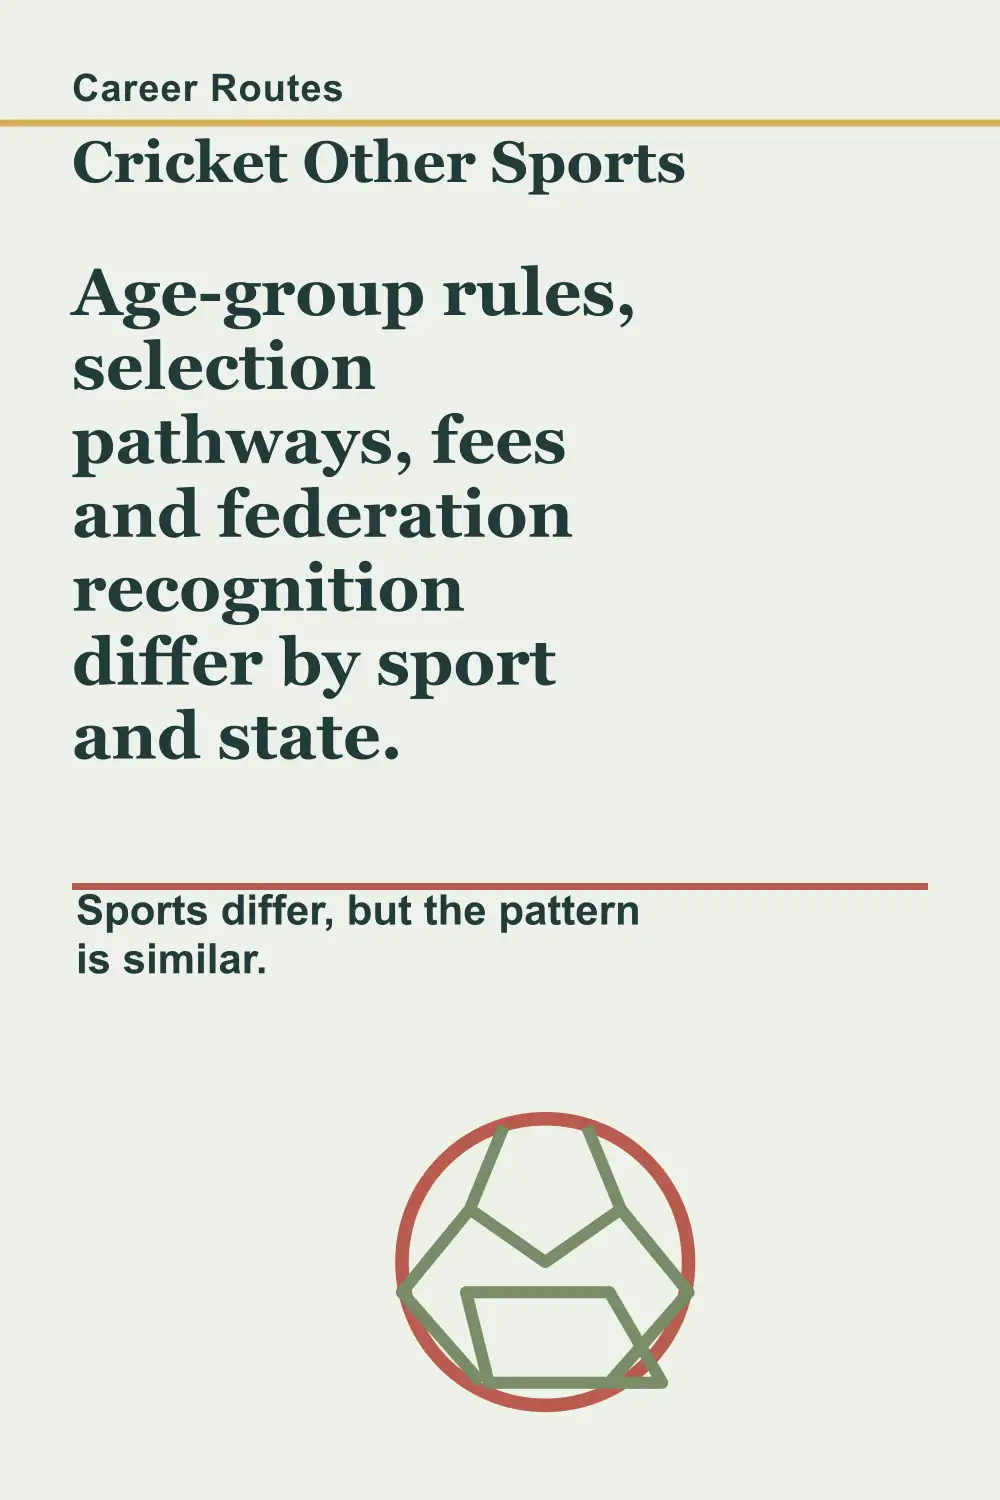 Career Routes
Cricket Other Sports
Age-group rules,
selection
pathways, fees
and federation
recognition
differ by sport
and state.
Sports differ, but the pattern
is similar.